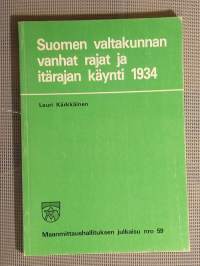 Suomen valtakunnan
vanhat rajat ja
itärajan käynti 1934
Lauri Kärkkäinen
Maanmittaushallituksen julkaisu nro 59